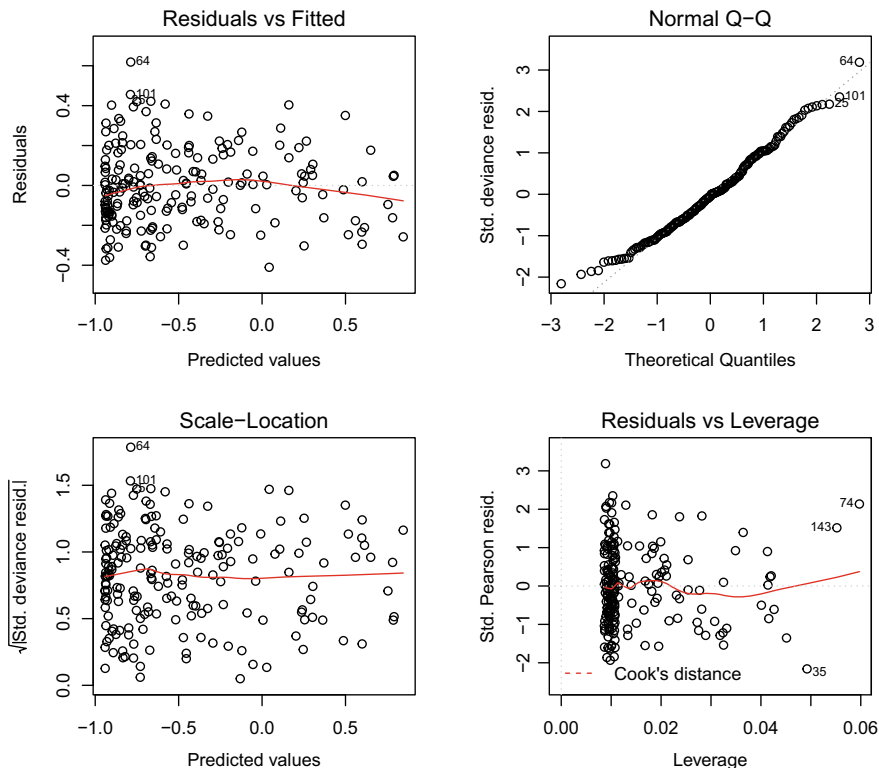 Residuals vs Fitted
Residuals
0.4
0.0
−0.4
64
101
25
−1.0 −0.5 0.0 0.5
Predicted values
Normal Q−Q
Std. deviance resid.
3
2
1
0
−1
−2
64
101
25
−3 −2 −1 0 1 2 3
Theoretical Quantiles
Scale−Location
√|Std. deviance resid.|
1.5
1.0
0.5
0.0
64
101
−1.0 −0.5 0.0 0.5
Predicted values
Residuals vs Leverage
Std. Pearson resid.
3
2
1
0
−1
−2
74
143
35
Cook's distance
0.00 0.02 0.04 0.06
Leverage